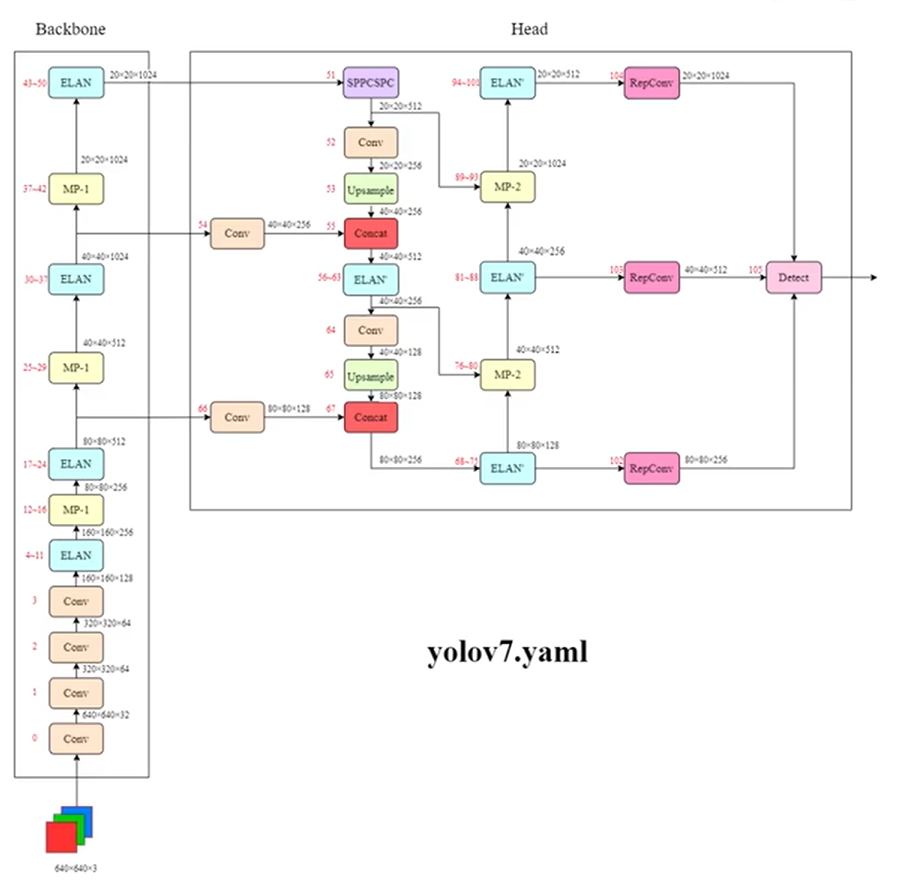 Backbone
Head
43~50 ELAN 20×20×1024
20×20×1024
37~42 MP-1
40×40×1024
30~37 ELAN
40×40×512
25~29 MP-1
80×80×512
17~24 ELAN
80×80×256
12~16 MP-1
160×160×256
4~11 ELAN
160×160×128
3 Conv
320×320×64
2 Conv
320×320×64
1 Conv
640×640×32
0 Conv
640×640×3
51 SPPCSPC
20×20×512
52 Conv
20×20×256
53 Upsample
40×40×256
54 Conv 40×40×256 55 Concat
40×40×512
56~63 ELAN'
40×40×256
64 Conv
40×40×128
65 Upsample
80×80×128
66 Conv 80×80×128 67 Concat
80×80×256
94~101 ELAN' 20×20×512 104 RepConv 20×20×1024
20×20×1024
89~93 MP-2
40×40×256
81~88 ELAN' 103 RepConv 40×40×512 105 Detect
40×40×512
76~80 MP-2
80×80×128
68~75 ELAN' 102 RepConv 80×80×256
yolov7.yaml